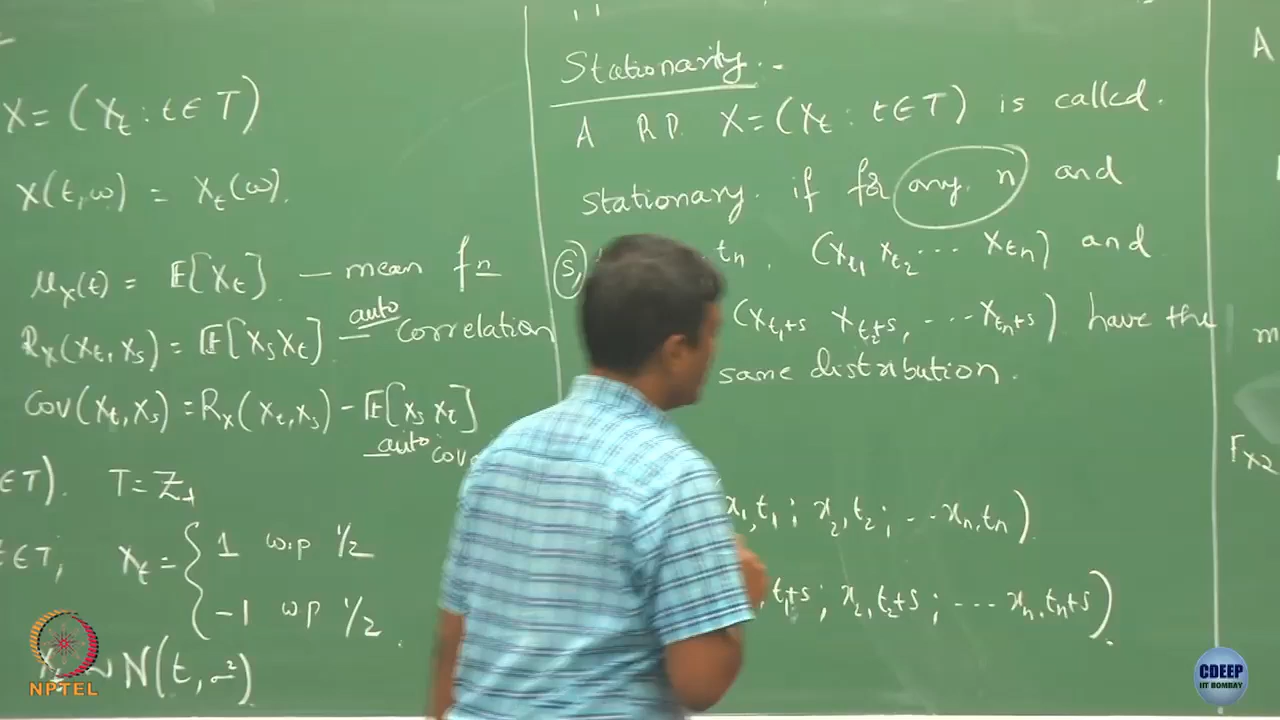 X = (X_t : t ∈ T)
X(t, ω) = X_t(ω).
μ_X(t) = 𝔼[X_t] — mean fn
R_X(X_t, X_s) = 𝔼[X_s X_t] — auto correlation
Cov(X_t, X_s) = R_X(X_t, X_s) - 𝔼[X_s X_t]
auto cov
∈ T). T = Z_+
t ∈ T, X_t = { 1 w.p 1/2
-1 w.p 1/2.
~ N(t, σ²)
Stationarity.
A R.P. X = (X_t : t ∈ T) is called
stationary. if for any n and
s, t_n, (X_t1 X_t2 ... X_tn) and
(X_t1+s X_t2+s, ... X_tn+s) have the
same distribution.
x_1, t_1 ; x_2, t_2 ; ... x_n, t_n)
, t_1+s ; x_2, t_2+s ; ... x_n, t_n+s).
A
m
F_X2
NPTEL
CDEEP
IIT BOMBAY